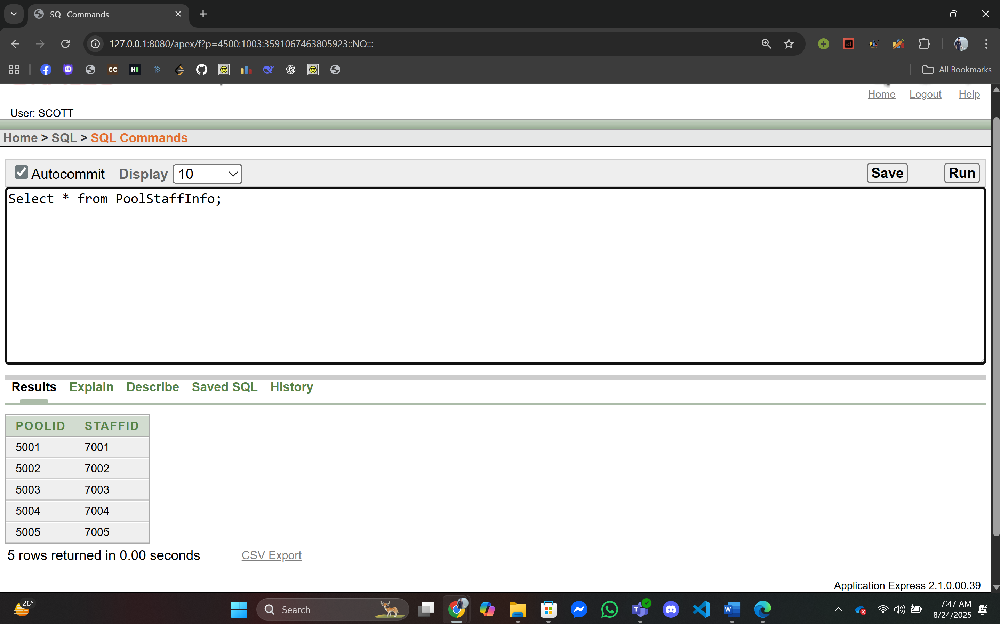 SQL Commands
127.0.0.1:8080/apex/f?p=4500:1003:3591067463805923::NO:::
All Bookmarks
Home Logout Help
User: SCOTT
Home > SQL > SQL Commands
Autocommit Display 10 Save Run
Select * from PoolStaffInfo;
Results Explain Describe Saved SQL History
POOLID STAFFID
5001 7001
5002 7002
5003 7003
5004 7004
5005 7005
5 rows returned in 0.00 seconds CSV Export
Application Express 2.1.0.00.39
26° Search 7:47 AM
8/24/2025